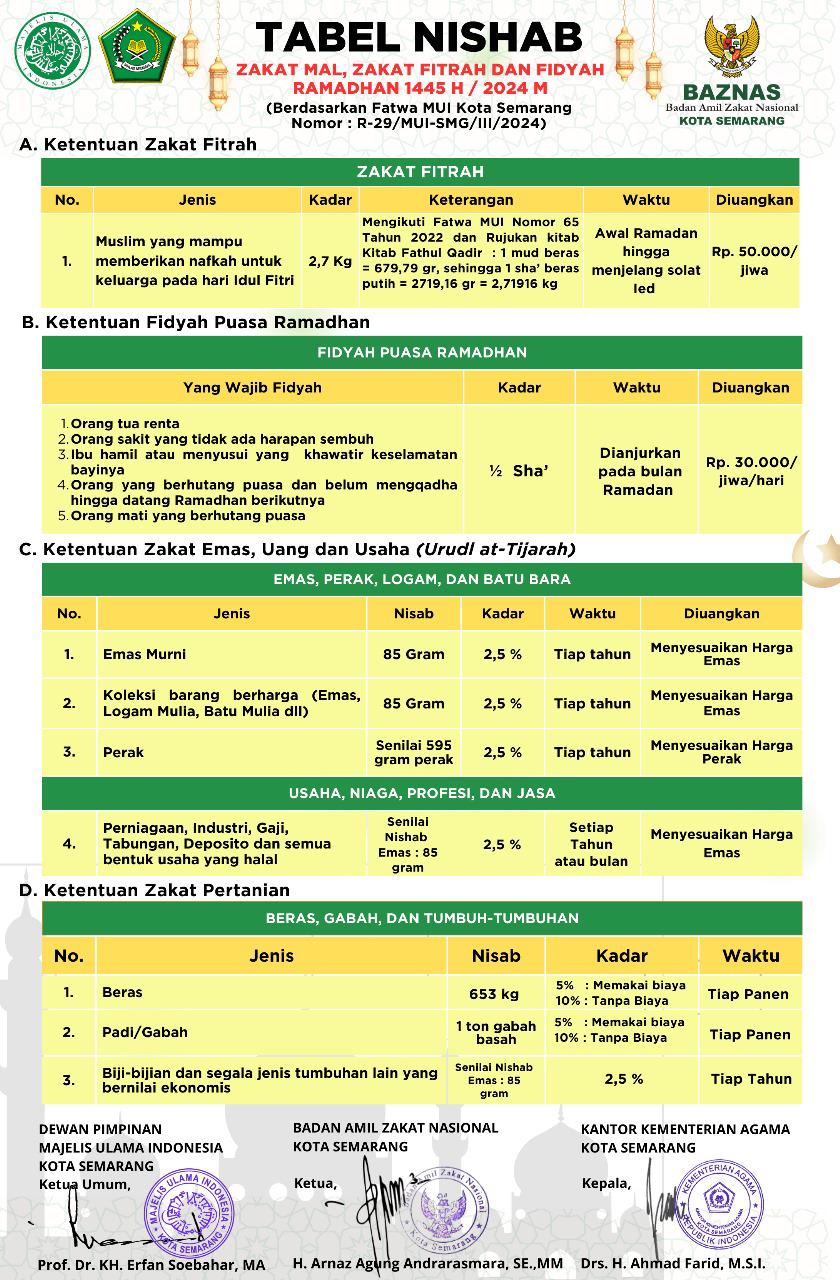 MAJELIS ULAMA
INDONESIA
TABEL NISHAB
ZAKAT MAL, ZAKAT FITRAH DAN FIDYAH
RAMADHAN 1445 H / 2024 M
(Berdasarkan Fatwa MUI Kota Semarang
Nomor : R-29/MUI-SMG/III/2024)
BAZNAS
Badan Amil Zakat Nasional
KOTA SEMARANG
A. Ketentuan Zakat Fitrah
ZAKAT FITRAH
No. Jenis Kadar Keterangan Waktu Diuangkan
1. Muslim yang mampu memberikan nafkah untuk keluarga pada hari Idul Fitri
2,7 Kg
Mengikuti Fatwa MUI Nomor 65
Tahun 2022 dan Rujukan kitab
Kitab Fathul Qadir : 1 mud beras
= 679,79 gr, sehingga 1 sha’ beras
putih = 2719,16 gr = 2,71916 kg
Awal Ramadan
hingga
menjelang solat
Ied
Rp. 50.000/
jiwa
B. Ketentuan Fidyah Puasa Ramadhan
FIDYAH PUASA RAMADHAN
Yang Wajib Fidyah Kadar Waktu Diuangkan
1. Orang tua renta
2. Orang sakit yang tidak ada harapan sembuh
3. Ibu hamil atau menyusui yang khawatir keselamatan
bayinya
4. Orang yang berhutang puasa dan belum mengqadha
hingga datang Ramadhan berikutnya
5. Orang mati yang berhutang puasa
½ Sha’
Dianjurkan
pada bulan
Ramadan
Rp. 30.000/
jiwa/hari
C. Ketentuan Zakat Emas, Uang dan Usaha (Urudl at-Tijarah)
EMAS, PERAK, LOGAM, DAN BATU BARA
No. Jenis Nisab Kadar Waktu Diuangkan
1. Emas Murni 85 Gram 2,5 % Tiap tahun Menyesuaikan Harga
Emas
2. Koleksi barang berharga (Emas,
Logam Mulia, Batu Mulia dll)
85 Gram 2,5 % Tiap tahun Menyesuaikan Harga
Emas
3. Perak
Senilai 595
gram perak
2,5 % Tiap tahun Menyesuaikan Harga
Perak
USAHA, NIAGA, PROFESI, DAN JASA
4. Perniagaan, Industri, Gaji,
Tabungan, Deposito dan semua
bentuk usaha yang halal
Senilai
Nishab
Emas : 85
gram
2,5 %
Setiap
Tahun
atau bulan
Menyesuaikan Harga
Emas
D. Ketentuan Zakat Pertanian
BERAS, GABAH, DAN TUMBUH-TUMBUHAN
No. Jenis Nisab Kadar Waktu
1. Beras 653 kg
5% : Memakai biaya
10% : Tanpa Biaya
Tiap Panen
2. Padi/Gabah
1 ton gabah
basah
5% : Memakai biaya
10% : Tanpa Biaya
Tiap Panen
3. Biji-bijian dan segala jenis tumbuhan lain yang
bernilai ekonomis
Senilai Nishab
Emas : 85
gram
2,5 % Tiap Tahun
DEWAN PIMPINAN
MAJELIS ULAMA INDONESIA
KOTA SEMARANG
Ketua Umum,
MAJELIS ULAMA INDONESIA
KOTA SEMARANG
Prof. Dr. KH. Erfan Soebahar, MA
BADAN AMIL ZAKAT NASIONAL
KOTA SEMARANG
Ketua,
Badan Amil Zakat Nasional
Kota Semarang
H. Arnaz Agung Andrarasmara, SE.,MM
KANTOR KEMENTERIAN AGAMA
KOTA SEMARANG
Kepala,
KEMENTERIAN AGAMA
REPUBLIK INDONESIA
Drs. H. Ahmad Farid, M.S.I.